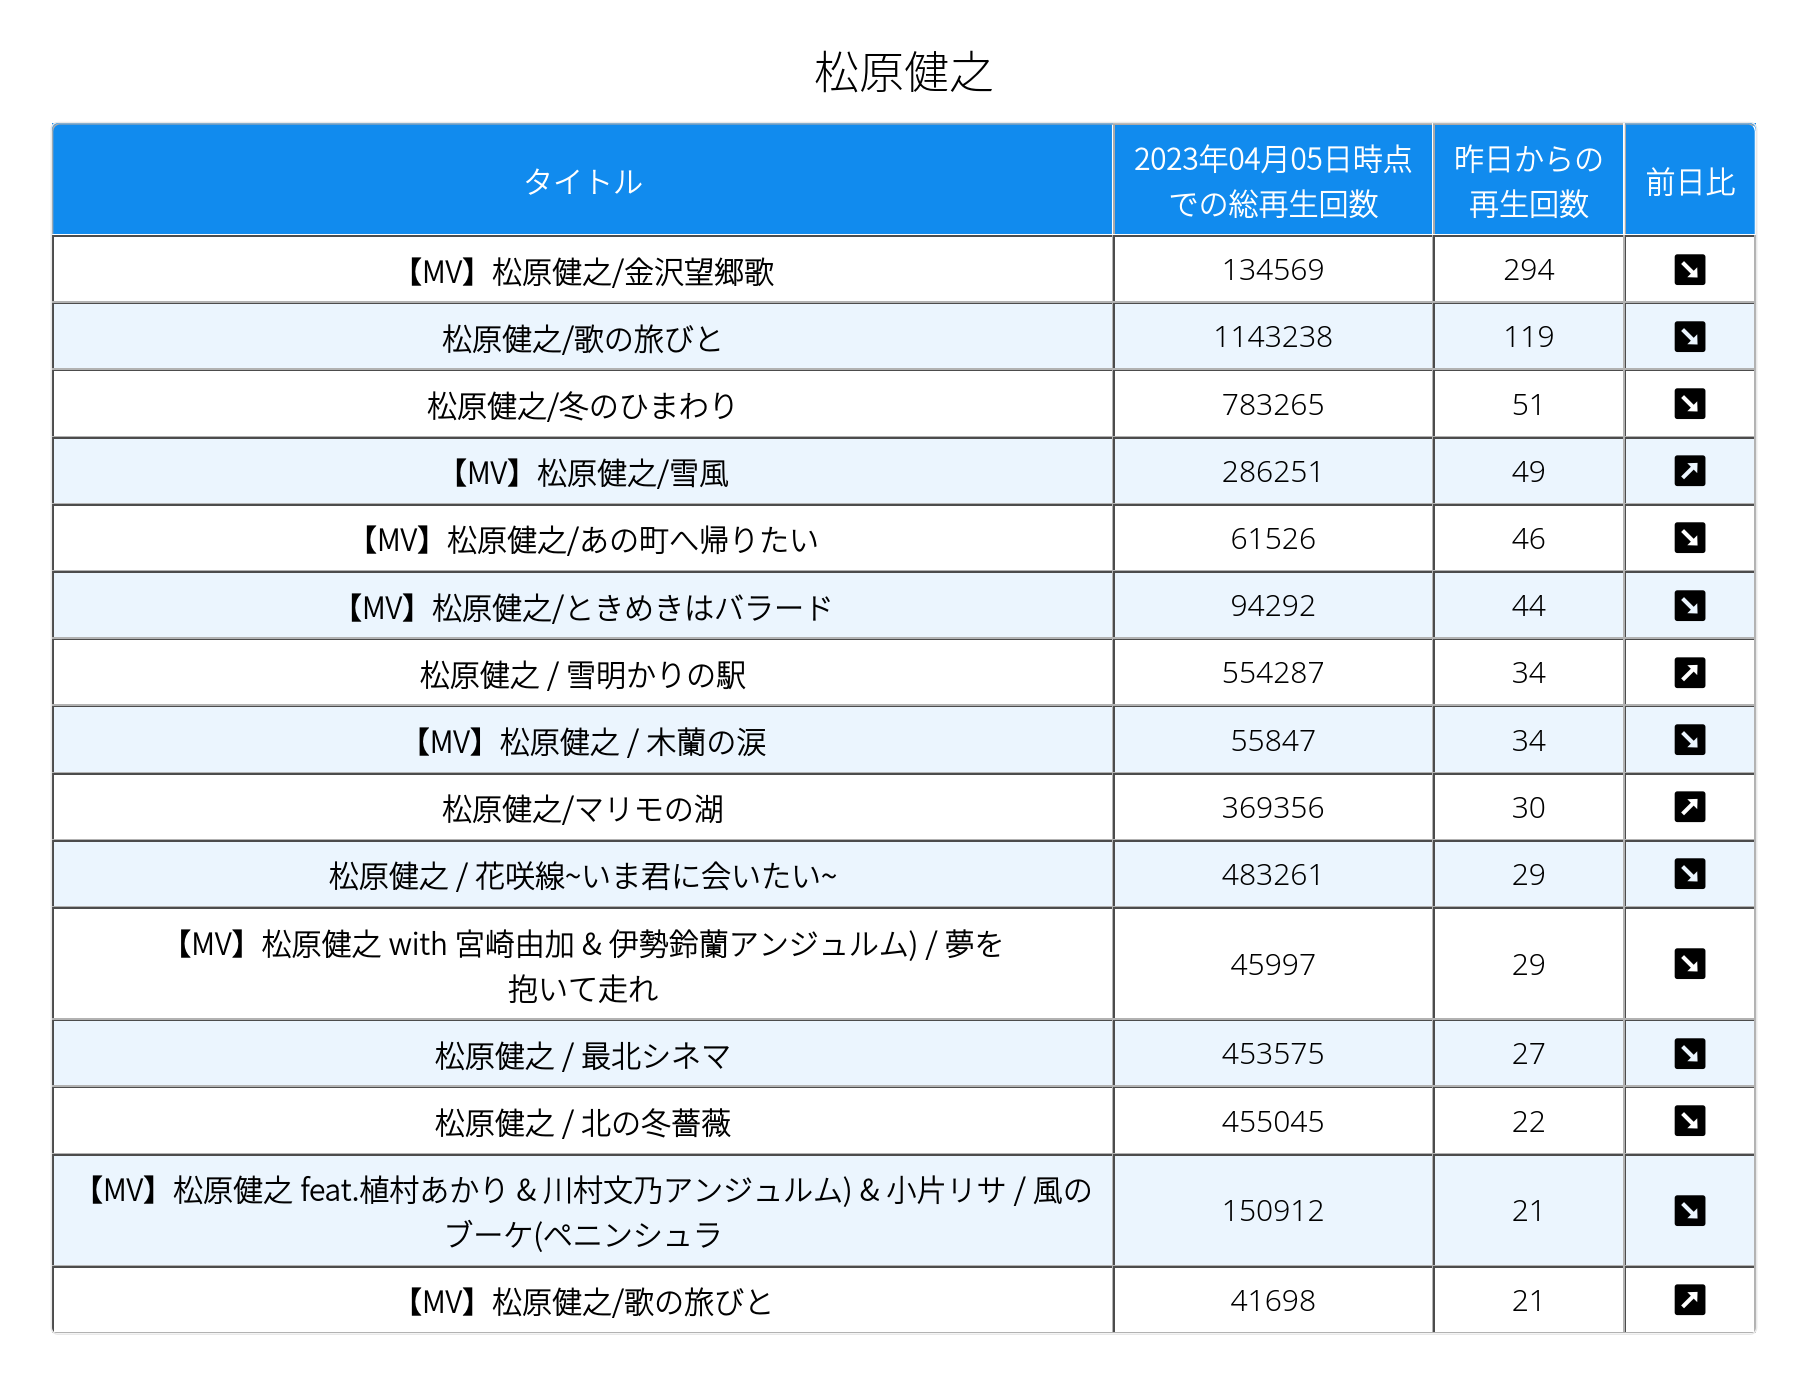 松原健之
タイトル
2023年04月05日時点
での総再生回数
昨日からの
再生回数
前日比
【MV】松原健之/金沢望郷歌 134569 294 ↘
松原健之/歌の旅びと 1143238 119 ↘
松原健之/冬のひまわり 783265 51 ↘
【MV】松原健之/雪風 286251 49 ↗
【MV】松原健之/あの町へ帰りたい 61526 46 ↘
【MV】松原健之/ときめきはバラード 94292 44 ↘
松原健之 / 雪明かりの駅 554287 34 ↗
【MV】松原健之 / 木蘭の涙 55847 34 ↘
松原健之/マリモの湖 369356 30 ↗
松原健之 / 花咲線~いま君に会いたい~ 483261 29 ↘
【MV】松原健之 with 宮崎由加 & 伊勢鈴蘭アンジュルム) / 夢を
抱いて走れ 45997 29 ↘
松原健之 / 最北シネマ 453575 27 ↘
松原健之 / 北の冬薔薇 455045 22 ↘
【MV】松原健之 feat.植村あかり & 川村文乃アンジュルム) & 小片リサ / 風の
ブーケ(ペニンシュラ 150912 21 ↘
【MV】松原健之/歌の旅びと 41698 21 ↗